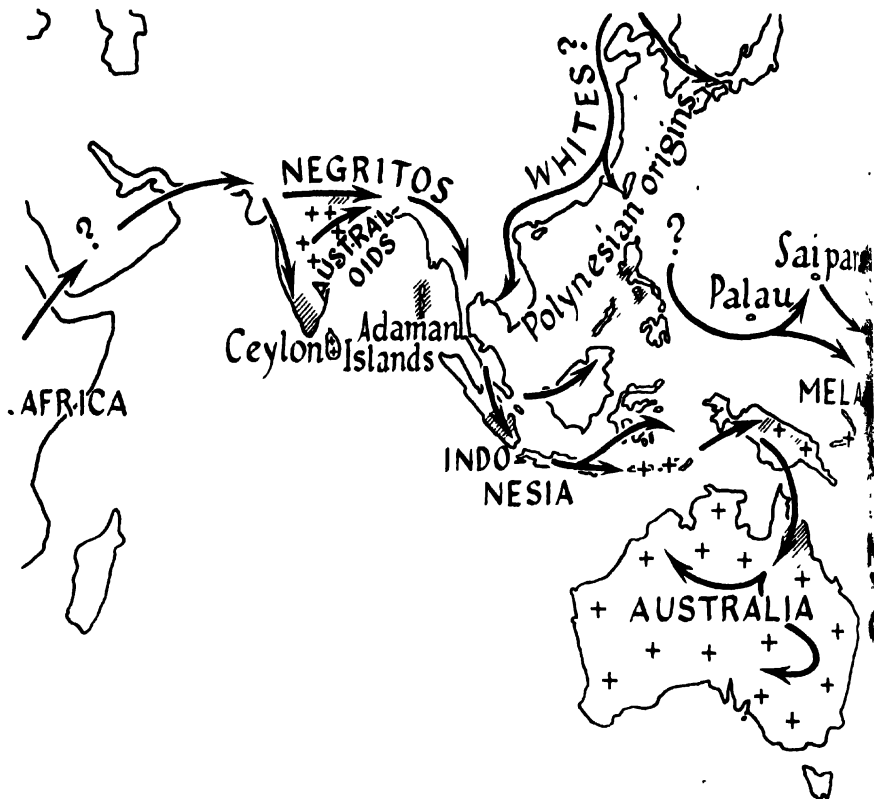 WHITES?
Polynesian origins
NEGRITOS
?
AUSTRAL-
OIDS
?
Saipan
Palau
Ceylon
Adaman
Islands
.AFRICA
MELA
INDO-
NESIA
AUSTRALIA